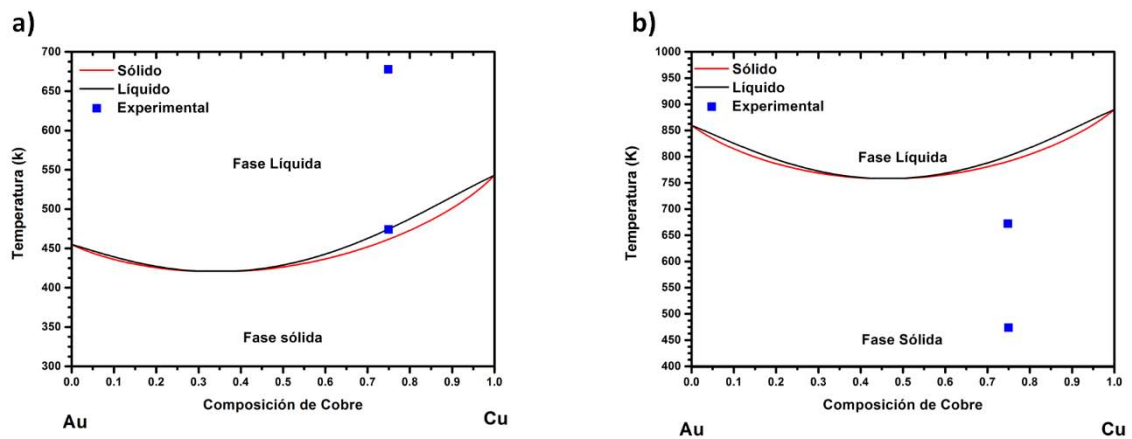 a)
700
650
600
550
500
450
400
350
300
Temperatura (k)
Sólido
Líquido
Experimental
Fase Líquida
Fase sólida
0.0 0.1 0.2 0.3 0.4 0.5 0.6 0.7 0.8 0.9 1.0
Composición de Cobre
Au Cu
b)
1000
950
900
850
800
750
700
650
600
550
500
450
400
Temperatura (K)
Sólido
Líquido
Experimental
Fase Líquida
Fase Sólida
0.0 0.1 0.2 0.3 0.4 0.5 0.6 0.7 0.8 0.9 1.0
Composición de Cobre
Au Cu